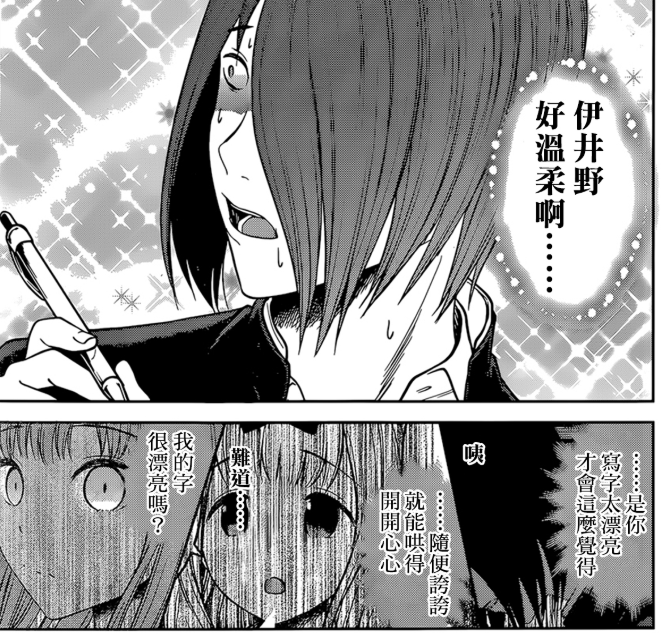 伊井野
好溫柔啊……
……是你
寫字太漂亮
才會這麼覺得
咦
……隨便誇誇
就能哄得
開開心心
難道……
我的字
很漂亮嗎？